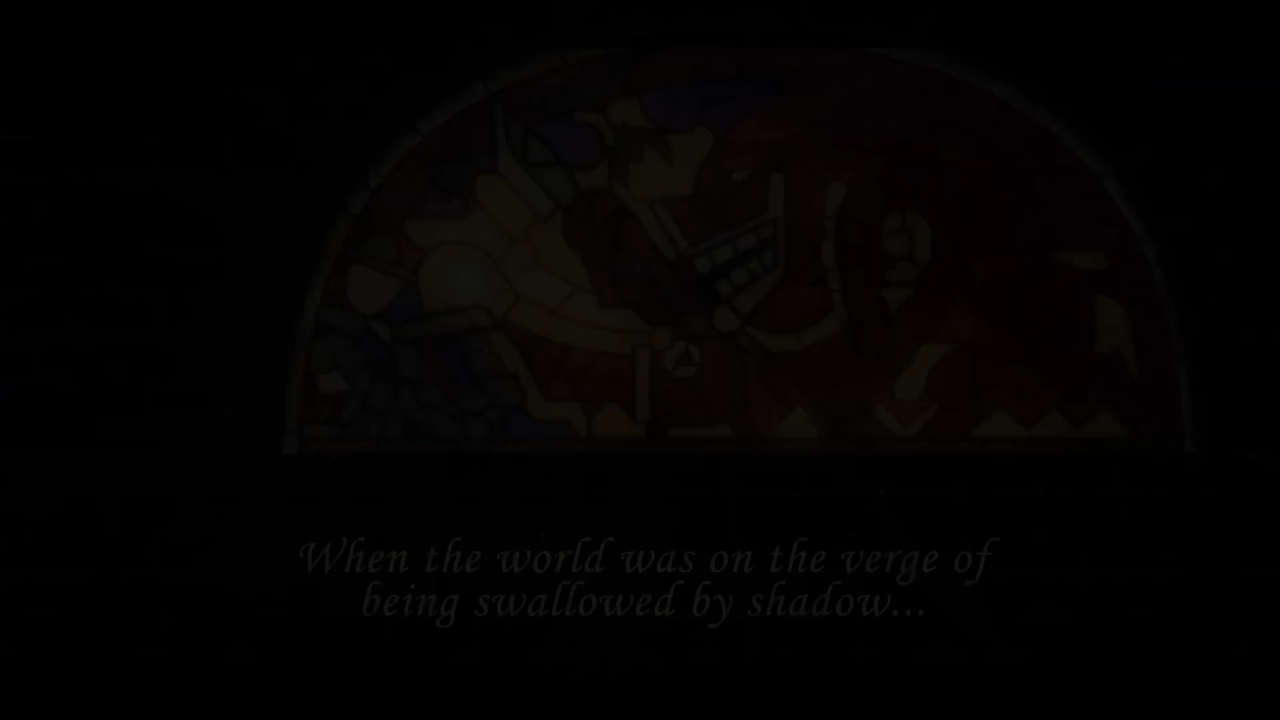 When the world was on the verge of
being swallowed by shadow...